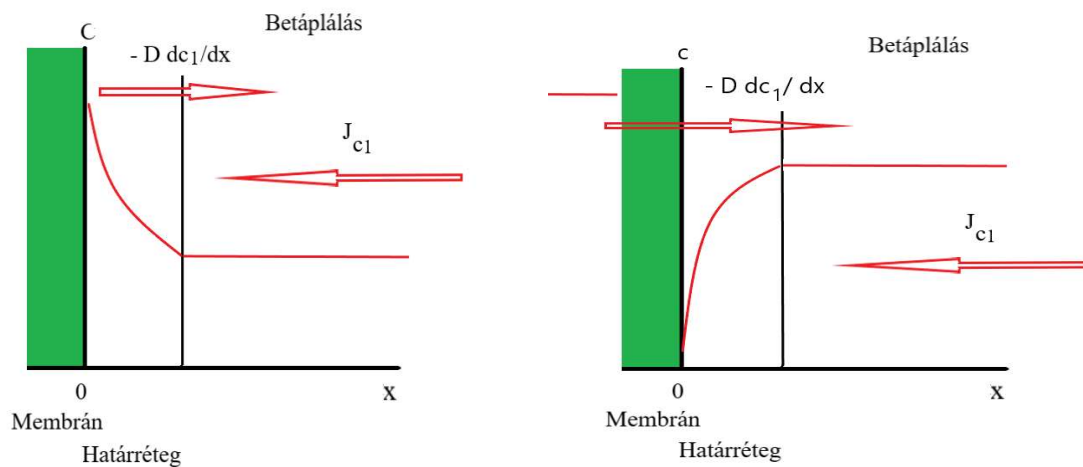 C
Betáplálás
- D dc1/dx
Jc1
0
x
Membrán
Határréteg
c
Betáplálás
- D dc1/ dx
Jc1
0
x
Membrán
Határréteg